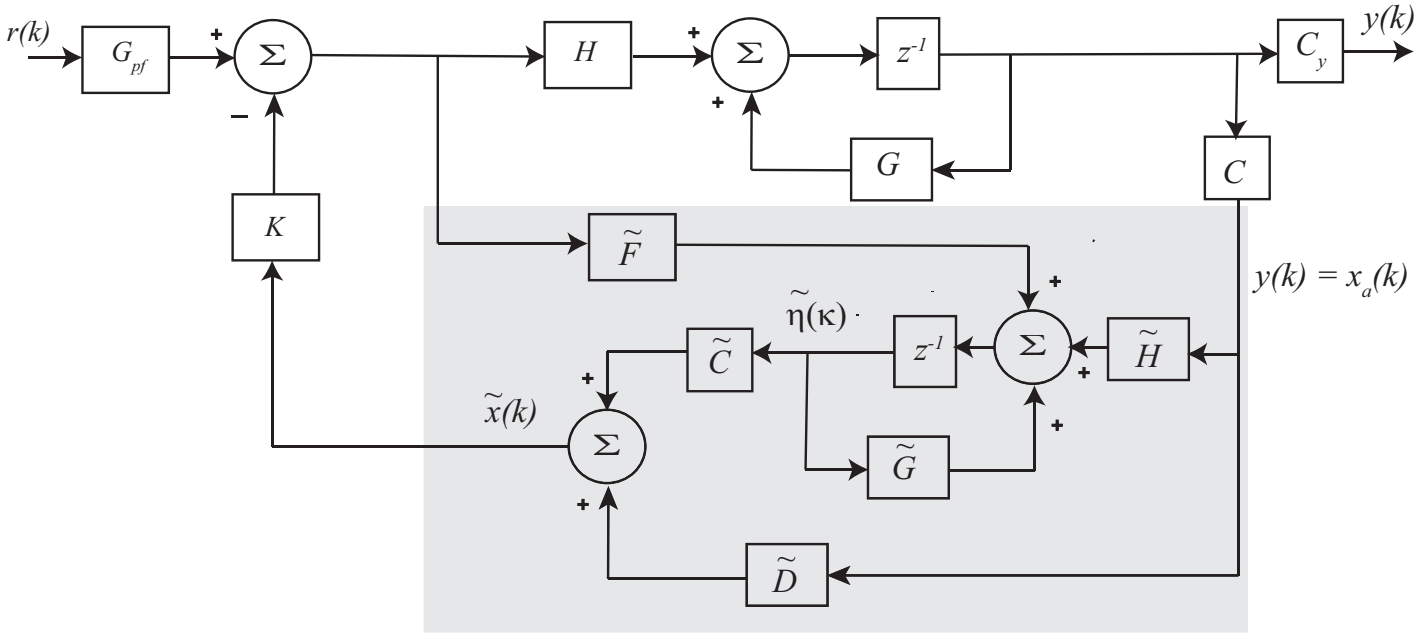 r(k)
G_pf
+
Σ
−
H
+
Σ
+
z^-1
C_y
y(k)
G
C
K
F̃
y(k) = x_a(k)
+
η̃(κ)
C̃
z^-1
Σ
+
H̃
+
x̃(k)
Σ
+
G̃
+
D̃